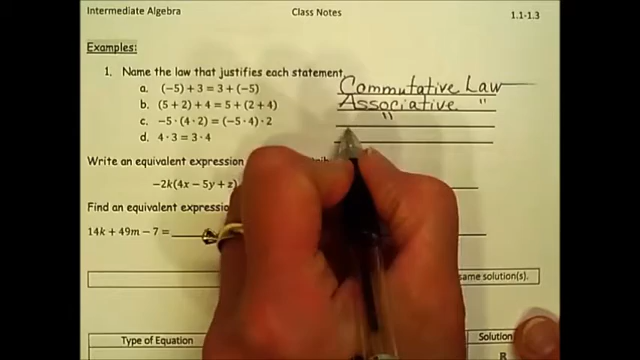 Intermediate Algebra Class Notes 1.1-1.3
Examples:
1. Name the law that justifies each statement.
a. (−5) + 3 = 3 + (−5) Commutative Law
b. (5 + 2) + 4 = 5 + (2 + 4) Associative "
c. −5 · (4 · 2) = (−5 · 4) · 2 "
d. 4 · 3 = 3 · 4
Write an equivalent expression
−2k(4x − 5y + z)
Find an equivalent
14k + 49m − 7 =
same solution(s).
Type of Equation Solution